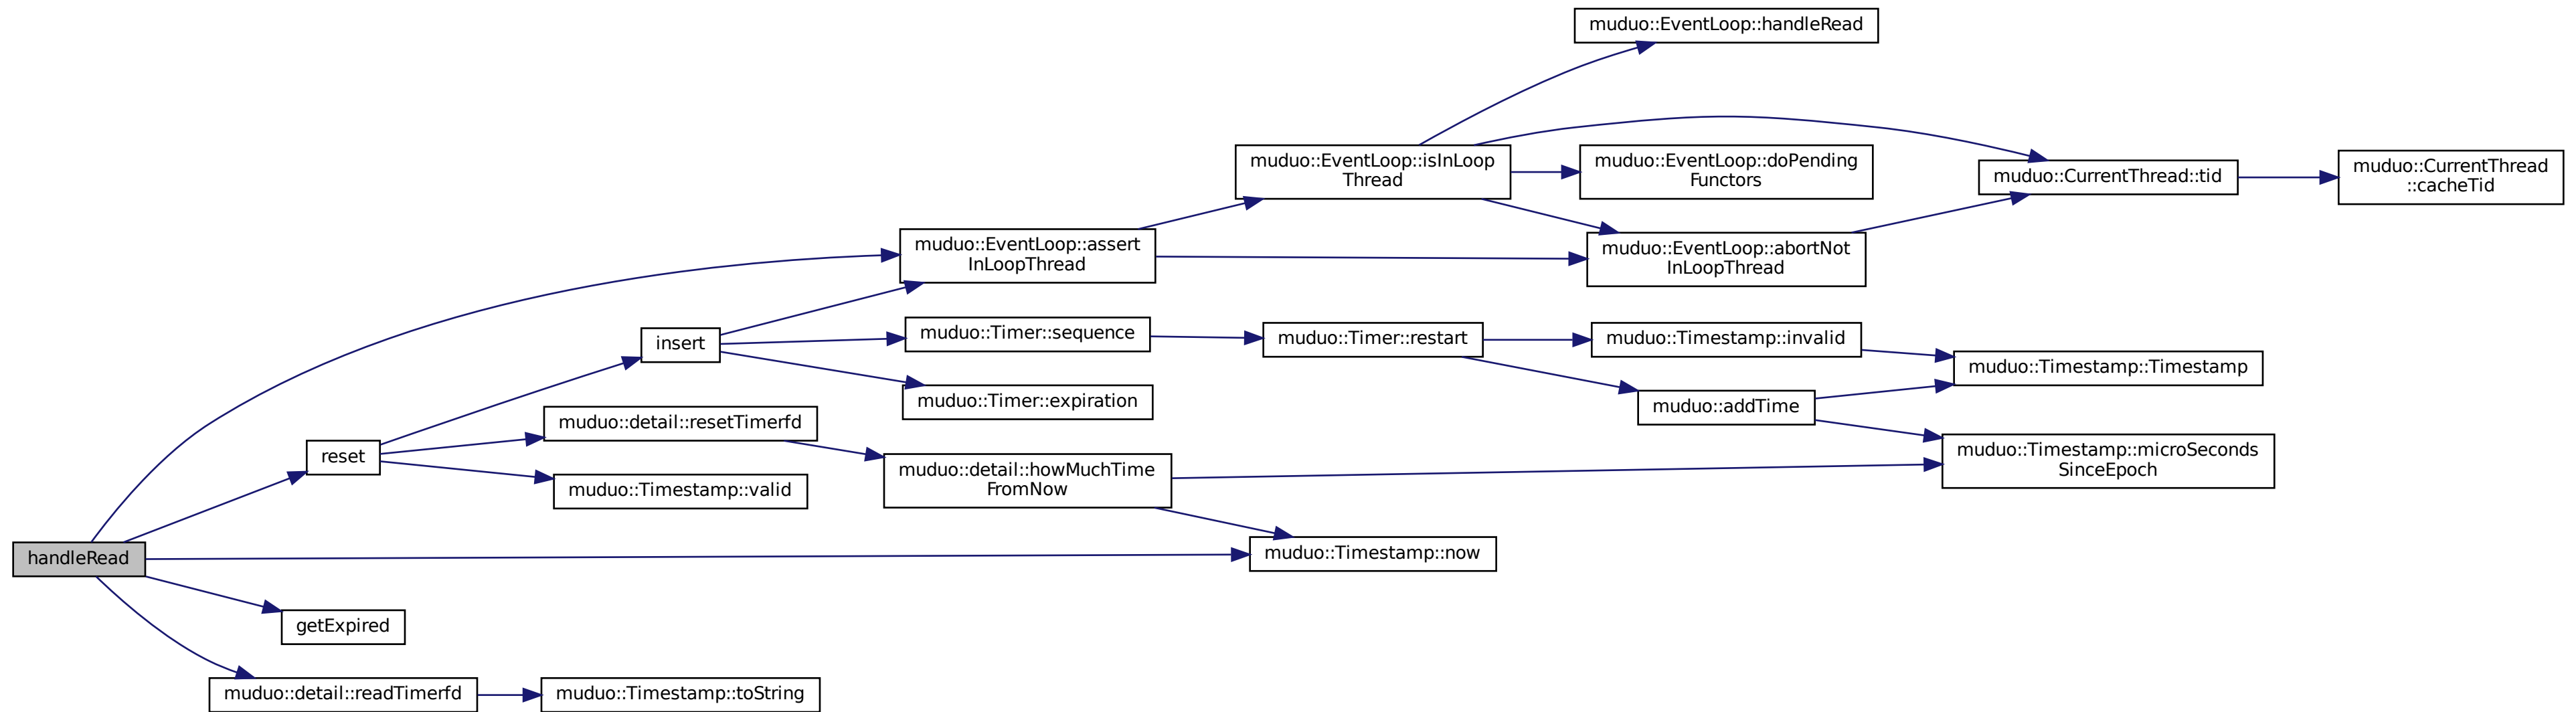 muduo::EventLoop::handleRead
muduo::EventLoop::isInLoop
Thread
muduo::EventLoop::doPending
Functors
muduo::CurrentThread::tid
muduo::CurrentThread
::cacheTid
muduo::EventLoop::assert
InLoopThread
muduo::EventLoop::abortNot
InLoopThread
insert
muduo::Timer::sequence
muduo::Timer::restart
muduo::Timestamp::invalid
muduo::Timestamp::Timestamp
muduo::Timer::expiration
muduo::addTime
reset
muduo::detail::resetTimerfd
muduo::Timestamp::valid
muduo::detail::howMuchTime
FromNow
muduo::Timestamp::microSeconds
SinceEpoch
handleRead
muduo::Timestamp::now
getExpired
muduo::detail::readTimerfd
muduo::Timestamp::toString